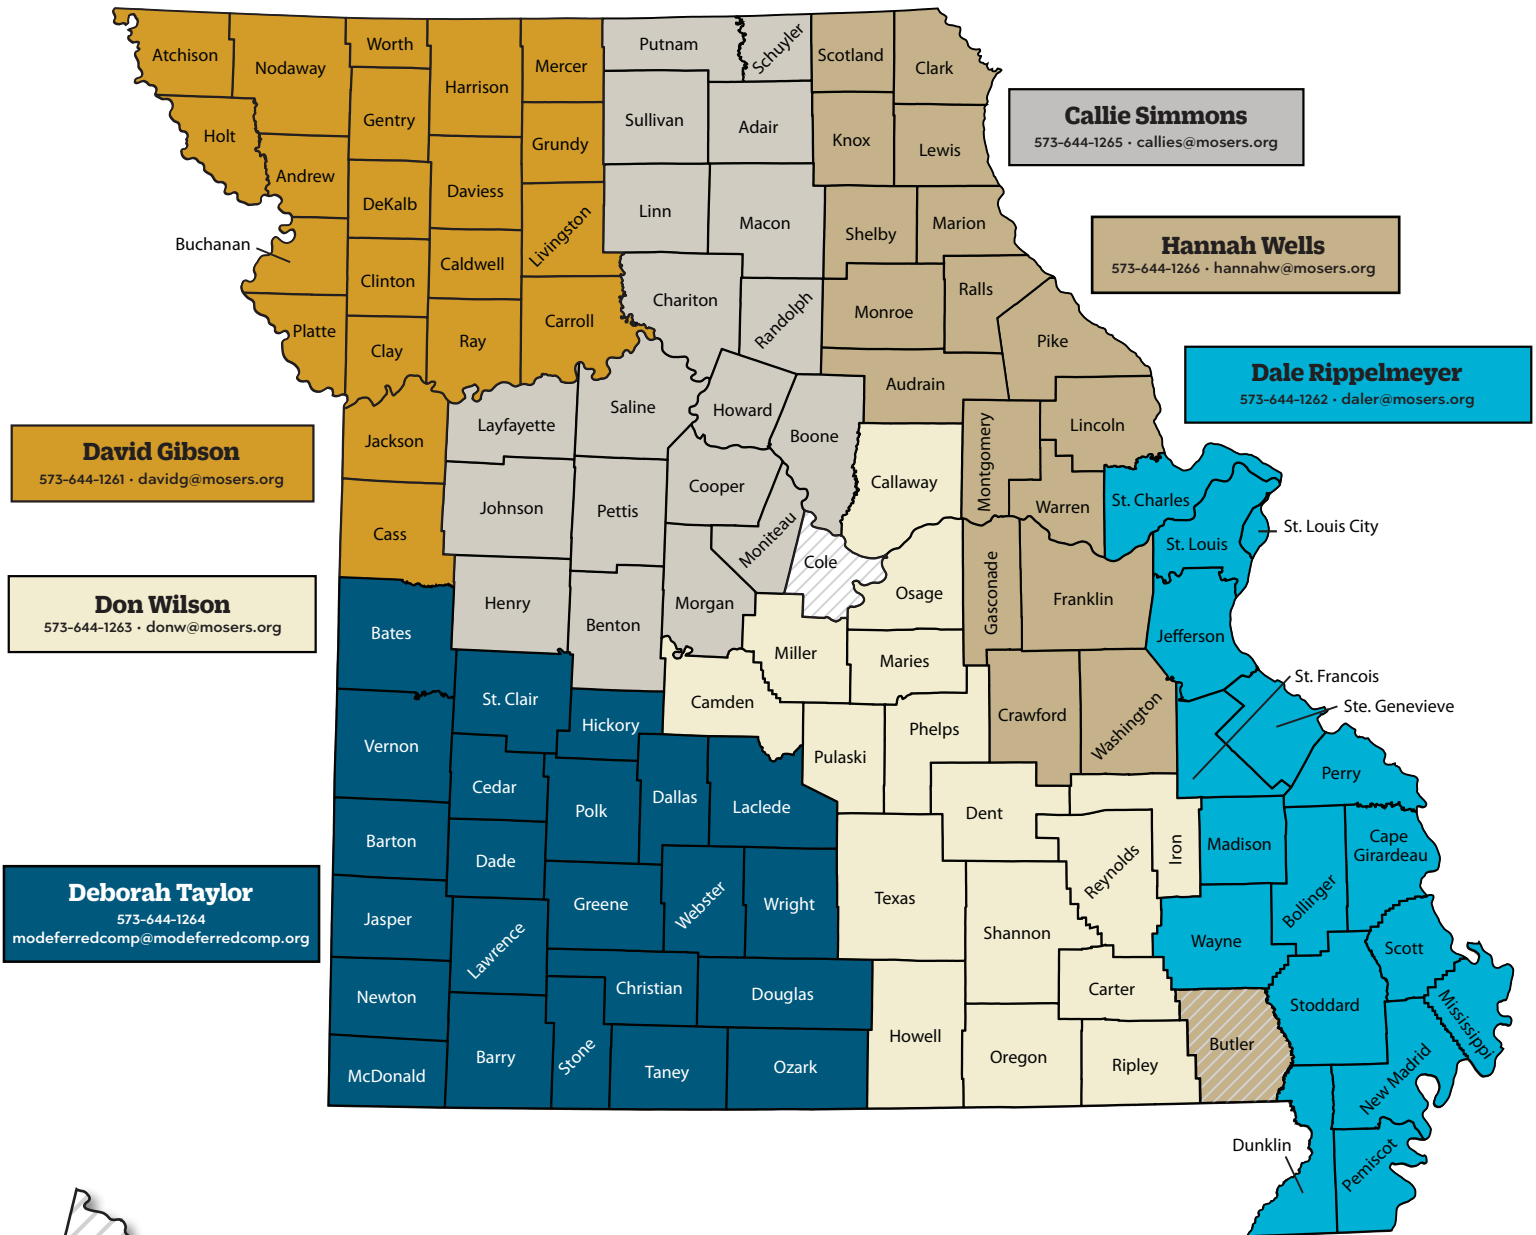 Atchison
Nodaway
Worth
Harrison
Mercer
Putnam
Schuyler
Scotland
Clark
Gentry
Holt
Grundy
Sullivan
Adair
Knox
Lewis
Callie Simmons
573-644-1265 · callies@mosers.org
Andrew
DeKalb
Daviess
Livingston
Linn
Macon
Shelby
Marion
Hannah Wells
573-644-1266 · hannahw@mosers.org
Buchanan
Clinton
Caldwell
Chariton
Randolph
Monroe
Ralls
Platte
Clay
Ray
Carroll
Pike
Audrain
Dale Rippelmeyer
573-644-1262 · daler@mosers.org
David Gibson
573-644-1261 · davidg@mosers.org
Jackson
Layfayette
Saline
Howard
Boone
Callaway
Montgomery
Lincoln
Warren
St. Charles
St. Louis City
St. Louis
Cass
Johnson
Pettis
Cooper
Moniteau
Cole
Osage
Gasconade
Franklin
Jefferson
Don Wilson
573-644-1263 · donw@mosers.org
Bates
Henry
Benton
Morgan
Miller
Maries
St. Francois
Ste. Genevieve
Vernon
St. Clair
Hickory
Camden
Pulaski
Phelps
Crawford
Washington
Perry
Cedar
Polk
Dallas
Laclede
Dent
Iron
Madison
Cape
Girardeau
Barton
Dade
Reynolds
Bollinger
Deborah Taylor
573-644-1264
modeferredcomp@modeferredcomp.org
Jasper
Lawrence
Greene
Webster
Wright
Texas
Shannon
Wayne
Scott
Newton
Christian
Douglas
Carter
Stoddard
Mississippi
McDonald
Barry
Stone
Taney
Ozark
Howell
Oregon
Ripley
Butler
New Madrid
Dunklin
Pemiscot